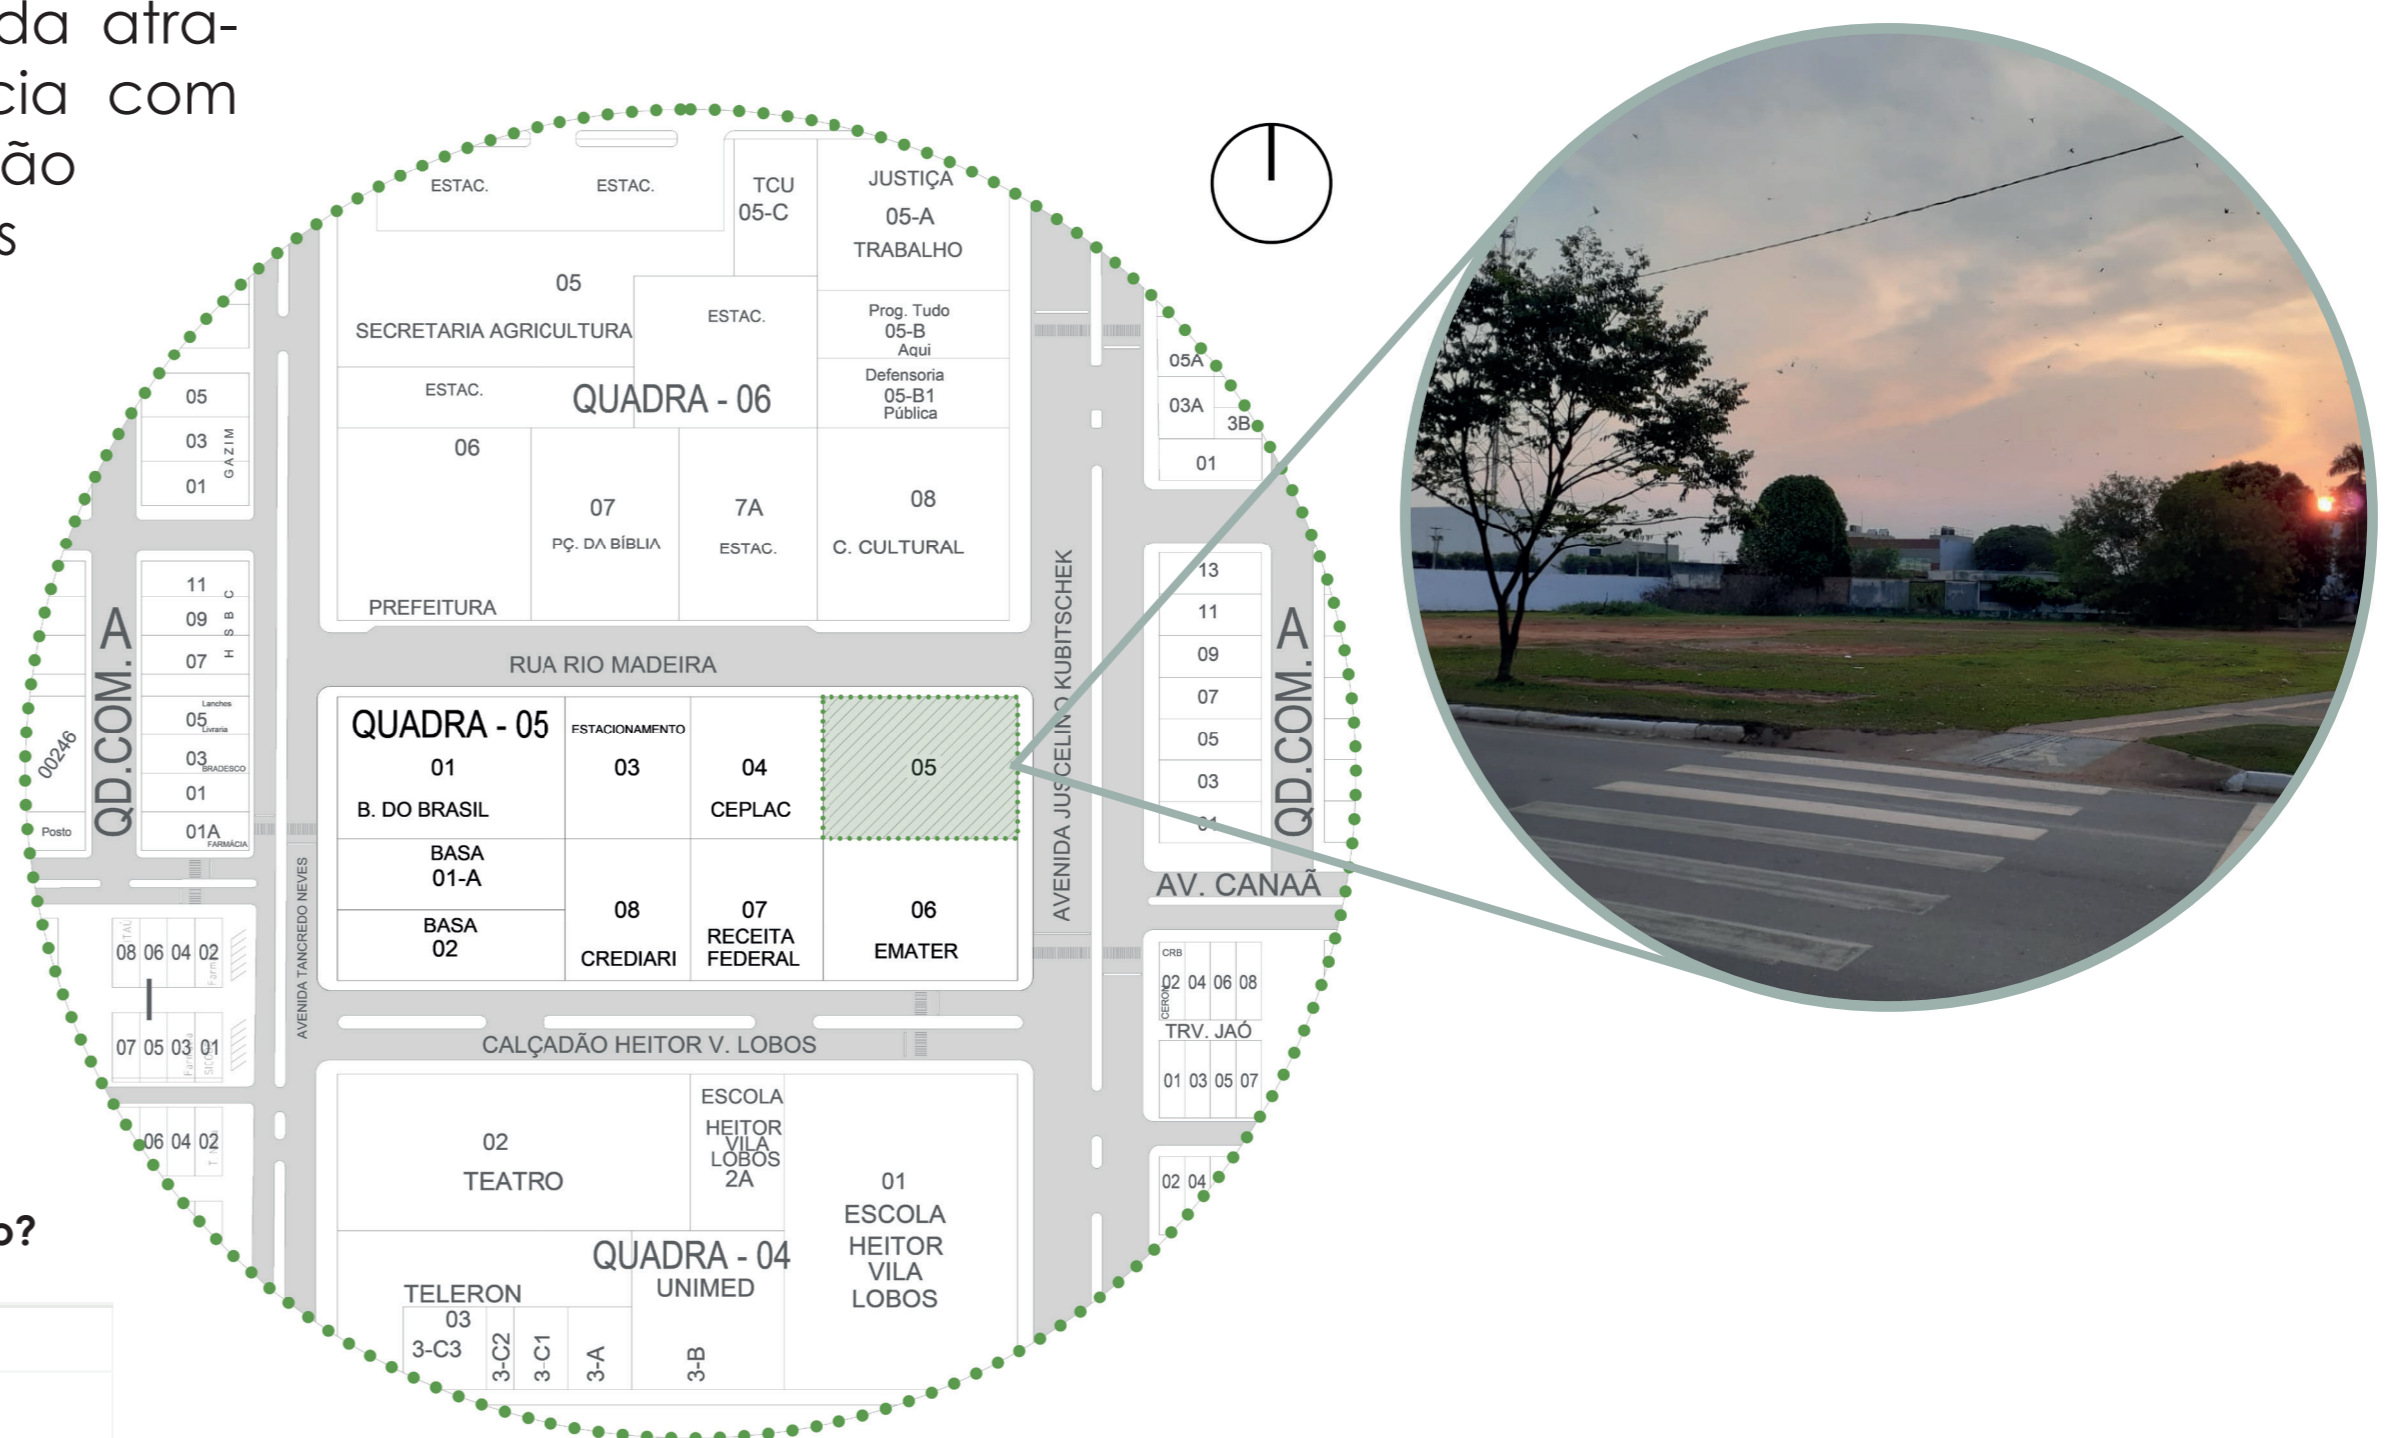 da atra-
cia com
ão
s
o?
ESTAC.
ESTAC.
TCU
05-C
JUSTIÇA
05-A
TRABALHO
05
SECRETARIA AGRICULTURA
ESTAC.
Prog. Tudo
05-B
Aqui
Defensoria
05-B1
Pública
ESTAC.
QUADRA - 06
06
PREFEITURA
07
PÇ. DA BÍBLIA
7A
ESTAC.
08
C. CULTURAL
05
03
01
GAZIM
11
09
07
HSBC
Lanches
05
Livraria
03
BRADESCO
01
01A
FARMÁCIA
QD.COM. A
00246
Posto
RUA RIO MADEIRA
QUADRA - 05
01
B. DO BRASIL
ESTACIONAMENTO
03
04
CEPLAC
05
BASA
01-A
BASA
02
08
CREDIARI
07
RECEITA
FEDERAL
06
EMATER
AVENIDA TANCREDO NEVES
AVENIDA JUSCELINO KUBITSCHEK
05A
03A
3B
01
13
11
09
07
05
03
01
QD.COM. A
AV. CANAÃ
CRB
CERON
02 04 06 08
TRV. JAÓ
01 03 05 07
02 04
ITAÚ
08 06 04 02
07 05 03 01
06 04 02
CALÇADÃO HEITOR V. LOBOS
02
TEATRO
ESCOLA
HEITOR
VILA
LOBOS
2A
01
ESCOLA
HEITOR
VILA
LOBOS
QUADRA - 04
UNIMED
TELERON
03
3-C3
3-C2
3-C1
3-A
3-B